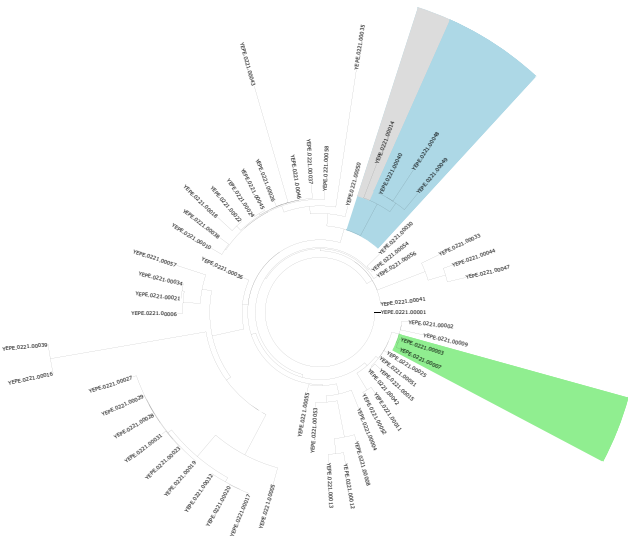 YEPE.0221.00035
YEPE.0221.00043
YEPE.0221.00014
YEPE.0221.00048
YEPE.0221.00049
YEPE.0221.00040
YEPE.0221.00050
YEPE.0221.00038
YEPE.0221.00037
YEPE.0221.00046
YEPE.0221.00026
YEPE.0221.00045
YEPE.0221.00024
YEPE.0221.00022
YEPE.0221.00018
YEPE.0221.00038
YEPE.0221.00010
YEPE.0221.00036
YEPE.0221.00057
YEPE.0221.00034
YEPE.0221.00021
YEPE.0221.00006
YEPE.0221.00039
YEPE.0221.00016
YEPE.0221.00027
YEPE.0221.00029
YEPE.0221.00028
YEPE.0221.00031
YEPE.0221.00023
YEPE.0221.00019
YEPE.0221.00032
YEPE.0221.00020
YEPE.0221.00017
YEPE.0221.00005
YEPE.0221.00055
YEPE.0221.00053
YEPE.0221.00013
YEPE.0221.00012
YEPE.0221.00008
YEPE.0221.00004
YEPE.0221.00052
YEPE.0221.00011
YEPE.0221.00042
YEPE.0221.00015
YEPE.0221.00051
YEPE.0221.00025
YEPE.0221.00007
YEPE.0221.00003
YEPE.0221.00009
YEPE.0221.00002
YEPE.0221.00001
YEPE.0221.00041
YEPE.0221.00047
YEPE.0221.00044
YEPE.0221.00033
YEPE.0221.00056
YEPE.0221.00054
YEPE.0221.00030